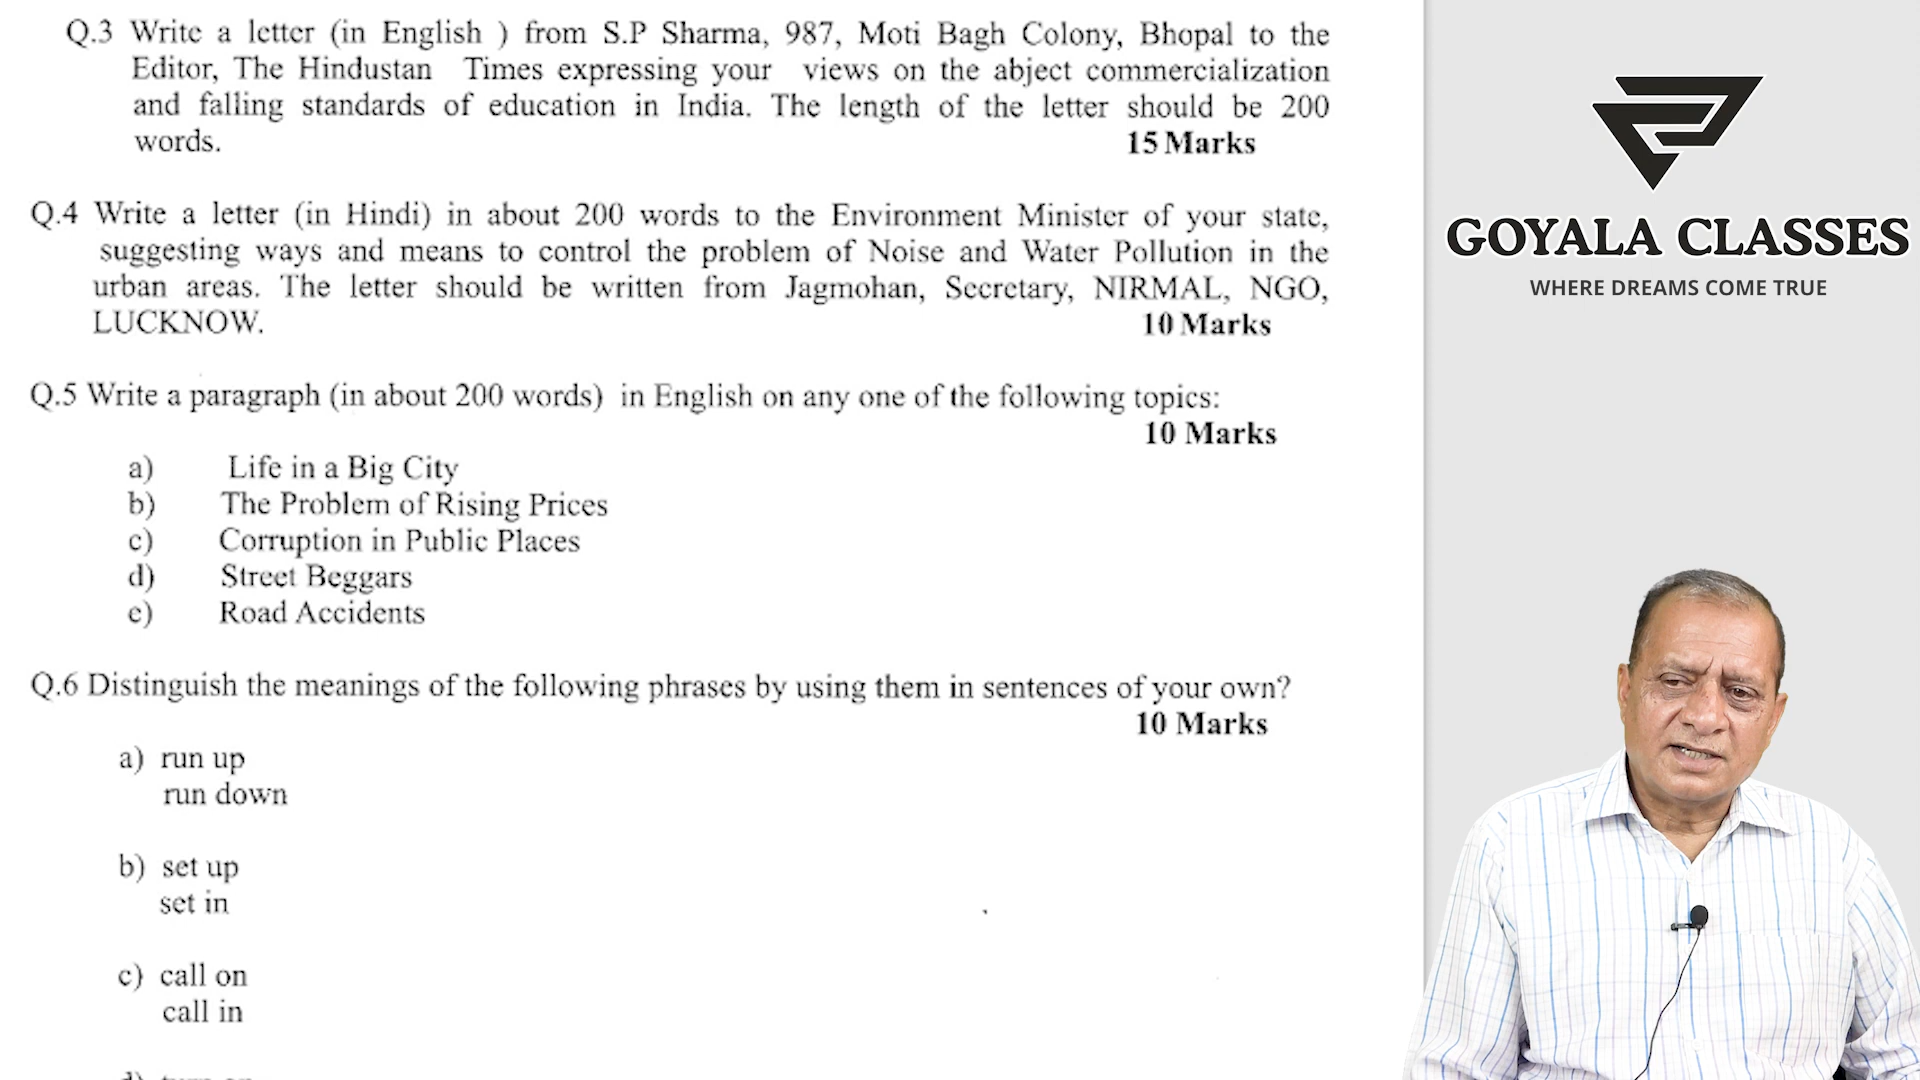 Q.3 Write a letter (in English ) from S.P Sharma, 987, Moti Bagh Colony, Bhopal to the
Editor, The Hindustan Times expressing your views on the abject commercialization
and falling standards of education in India. The length of the letter should be 200
words. 15 Marks
Q.4 Write a letter (in Hindi) in about 200 words to the Environment Minister of your state,
suggesting ways and means to control the problem of Noise and Water Pollution in the
urban areas. The letter should be written from Jagmohan, Secretary, NIRMAL, NGO,
LUCKNOW. 10 Marks
Q.5 Write a paragraph (in about 200 words) in English on any one of the following topics:
10 Marks
a) Life in a Big City
b) The Problem of Rising Prices
c) Corruption in Public Places
d) Street Beggars
e) Road Accidents
Q.6 Distinguish the meanings of the following phrases by using them in sentences of your own?
10 Marks
a) run up
run down
b) set up
set in
c) call on
call in
GOYALA CLASSES
WHERE DREAMS COME TRUE